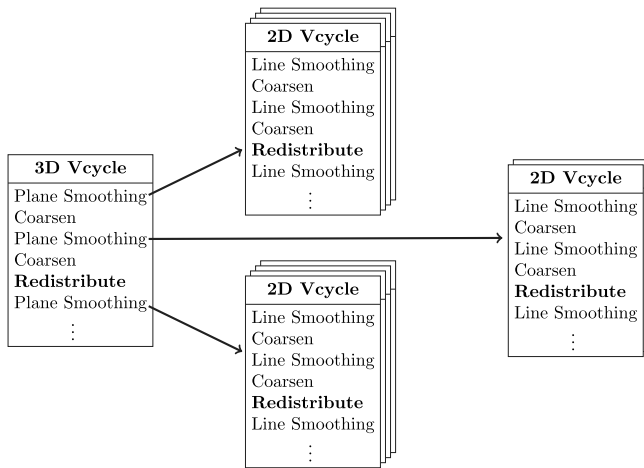 3D Vcycle
Plane Smoothing
Coarsen
Plane Smoothing
Coarsen
Redistribute
Plane Smoothing
⋮
2D Vcycle
Line Smoothing
Coarsen
Line Smoothing
Coarsen
Redistribute
Line Smoothing
⋮
2D Vcycle
Line Smoothing
Coarsen
Line Smoothing
Coarsen
Redistribute
Line Smoothing
⋮
2D Vcycle
Line Smoothing
Coarsen
Line Smoothing
Coarsen
Redistribute
Line Smoothing
⋮